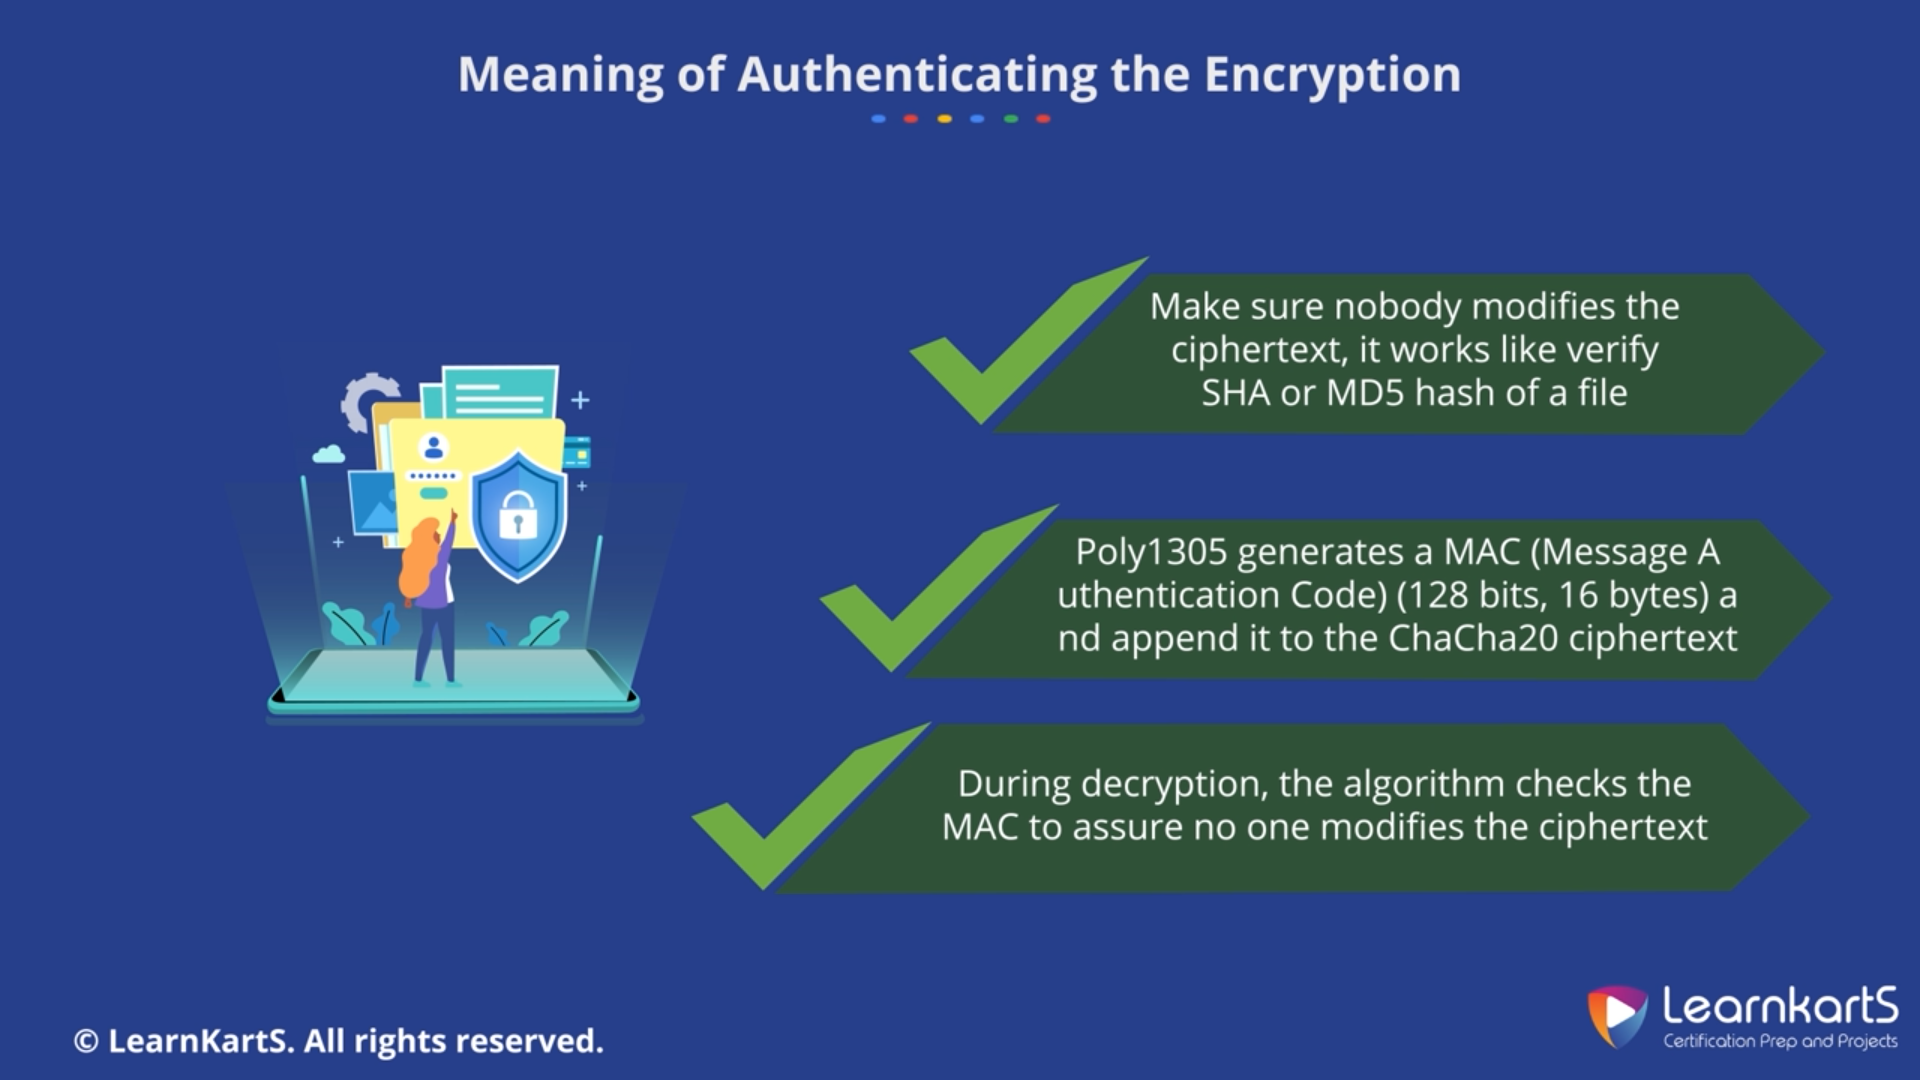 Meaning of Authenticating the Encryption
Make sure nobody modifies the
ciphertext, it works like verify
SHA or MD5 hash of a file
Poly1305 generates a MAC (Message A
uthentication Code) (128 bits, 16 bytes) a
nd append it to the ChaCha20 ciphertext
During decryption, the algorithm checks the
MAC to assure no one modifies the ciphertext
© LearnKartS. All rights reserved.
LearnkartS
Certification Prep and Projects